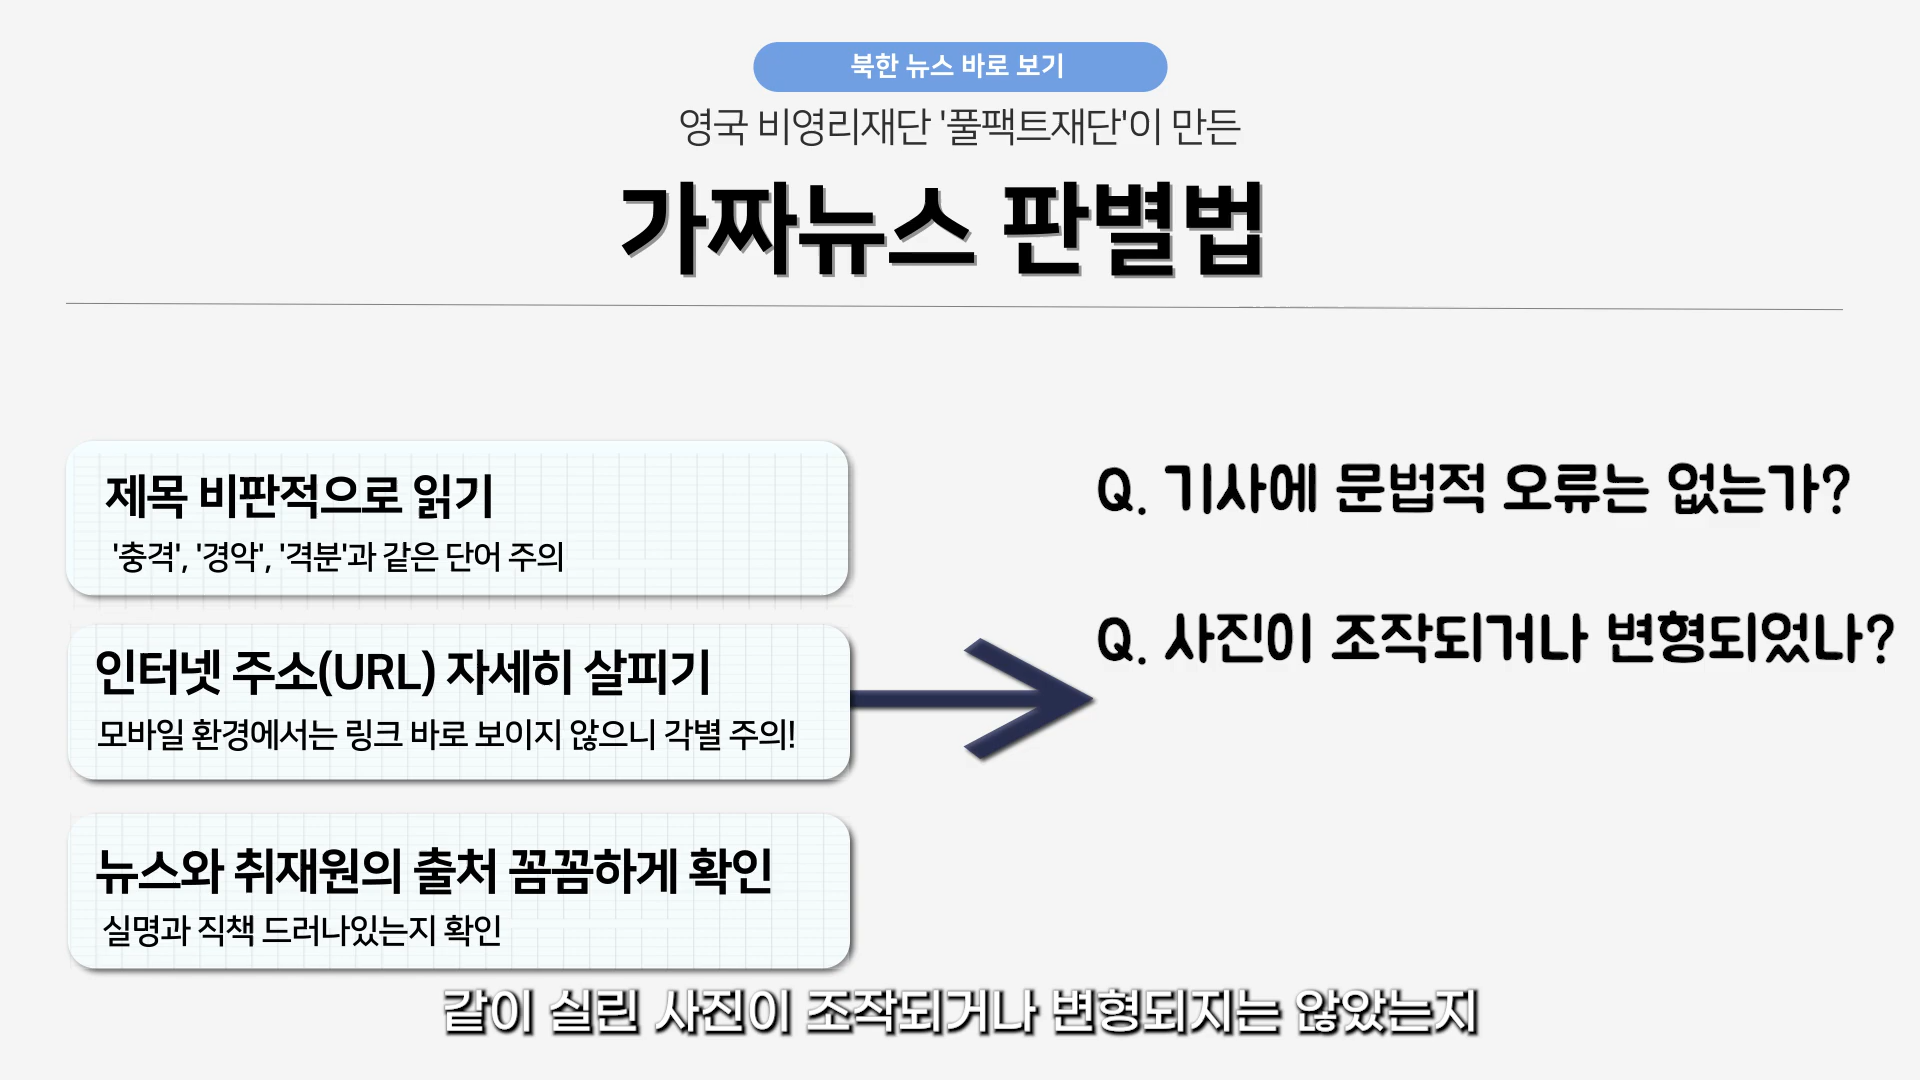 북한 뉴스 바로 보기
영국 비영리재단 '풀팩트재단'이 만든
가짜뉴스 판별법
제목 비판적으로 읽기
'충격', '경악', '격분'과 같은 단어 주의
인터넷 주소(URL) 자세히 살피기
모바일 환경에서는 링크 바로 보이지 않으니 각별 주의!
뉴스와 취재원의 출처 꼼꼼하게 확인
실명과 직책 드러나있는지 확인
Q. 기사에 문법적 오류는 없는가?
Q. 사진이 조작되거나 변형되었나?
같이 실린 사진이 조작되거나 변형되지는 않았는지